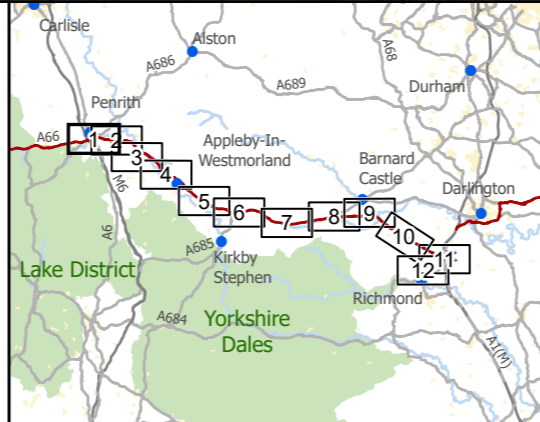 Carlisle
Alston
A686
A68
A689
Durham
Penrith
A66
1
2
3
4
5
6
7
8
9
10
11
12
Appleby-In-
Westmorland
Barnard
Castle
Darlington
M6
A6
A685
Kirkby
Stephen
Lake District
Richmond
A684
Yorkshire
Dales
A1(M)